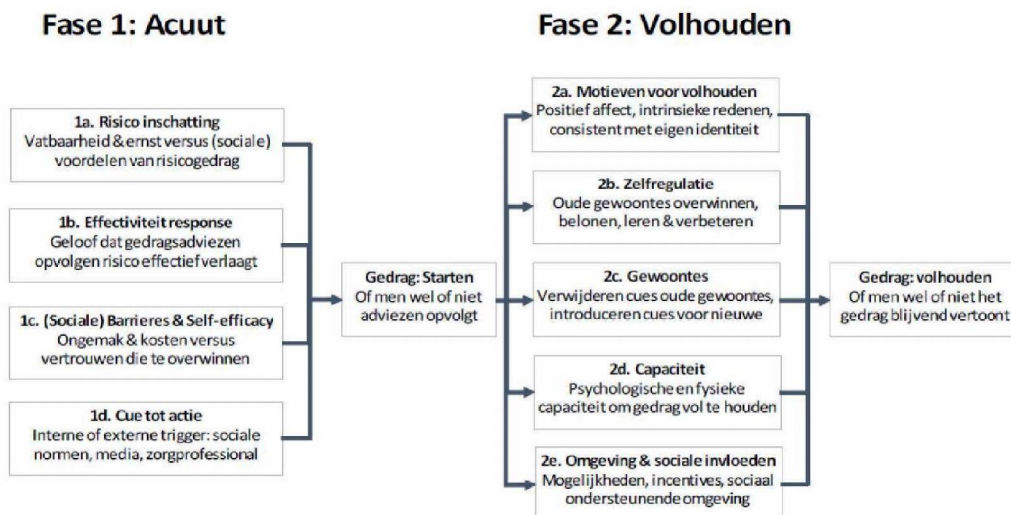 Fase 1: Acuut
1a. Risico inschatting
Vatbaarheid & ernst versus (sociale)
voordelen van risicogedrag
1b. Effectiviteit response
Geloof dat gedragsadviezen
opvolgen risico effectief verlaagt
1c. (Sociale) Barrieres & Self-efficacy
Ongemak & kosten versus
vertrouwen die te overwinnen
1d. Cue tot actie
Interne of externe trigger: sociale
normen, media, zorgprofessional
Gedrag: Starten
Of men wel of niet
adviezen opvolgt
Fase 2: Volhouden
2a. Motieven voor volhouden
Positief affect, intrinsieke redenen,
consistent met eigen identiteit
2b. Zelfregulatie
Oude gewoontes overwinnen,
belonen, leren & verbeteren
2c. Gewoontes
Verwijderen cues oude gewoontes,
introduceren cues voor nieuwe
2d. Capaciteit
Psychologische en fysieke
capaciteit om gedrag vol te houden
2e. Omgeving & sociale invloeden
Mogelijkheden, incentives, sociaal
ondersteunende omgeving
Gedrag: volhouden
Of men wel of niet het
gedrag blijvend vertoont